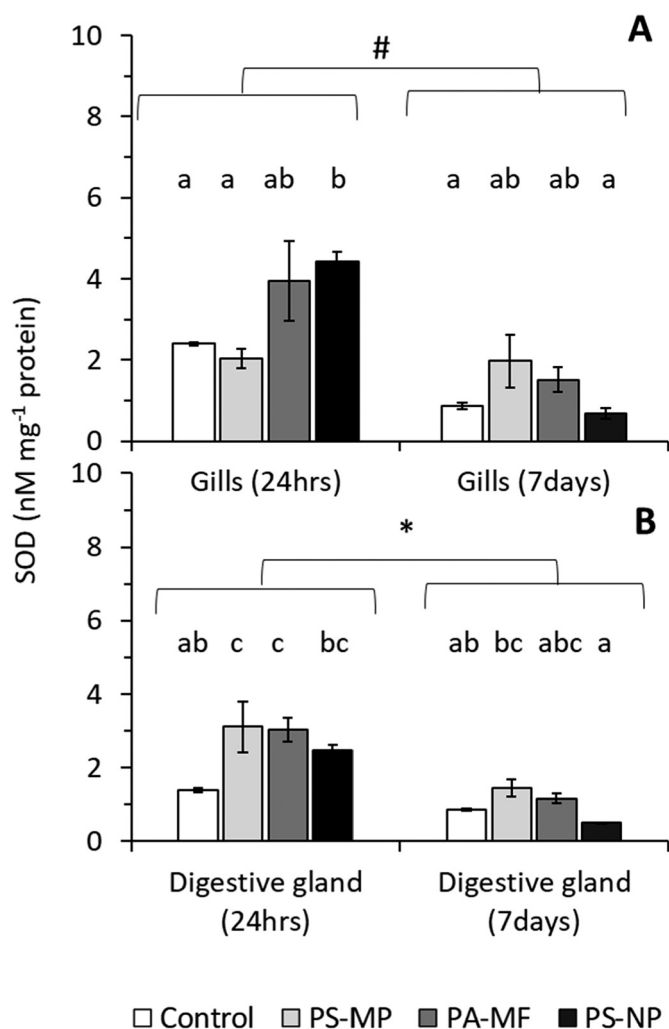 SOD (nM mg⁻¹ protein)
10
8
6
4
2
0
A
#
a a ab b a ab ab a
Gills (24hrs) Gills (7days)
10
8
6
4
2
0
B
*
ab c c bc ab bc abc a
Digestive gland Digestive gland
(24hrs) (7days)
Control PS-MP PA-MF PS-NP